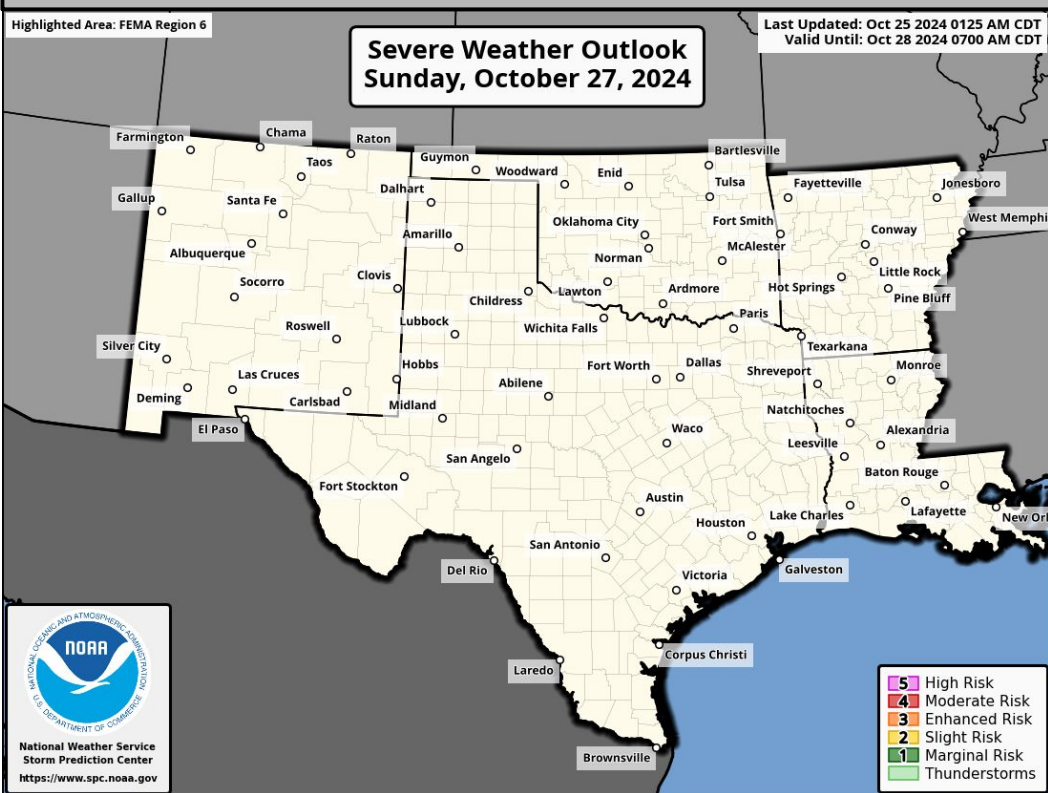 Highlighted Area: FEMA Region 6
Last Updated: Oct 25 2024 0125 AM CDT
Valid Until: Oct 28 2024 0700 AM CDT
Severe Weather Outlook
Sunday, October 27, 2024
Farmington
Chama
Raton
Taos
Guymon
Woodward
Enid
Bartlesville
Tulsa
Fayetteville
Jonesboro
Gallup
Santa Fe
Dalhart
Oklahoma City
Fort Smith
West Memphi
Albuquerque
Amarillo
Norman
McAlester
Conway
Socorro
Clovis
Childress
Lawton
Ardmore
Hot Springs
Little Rock
Pine Bluff
Roswell
Lubbock
Wichita Falls
Paris
Texarkana
Silver City
Las Cruces
Hobbs
Abilene
Fort Worth
Dallas
Shreveport
Monroe
Deming
Carlsbad
Midland
Natchitoches
El Paso
Waco
Leesville
Alexandria
San Angelo
Fort Stockton
Baton Rouge
Austin
Houston
Lake Charles
Lafayette
New Orl
Del Rio
San Antonio
Victoria
Galveston
Laredo
Corpus Christi
Brownsville
NATIONAL OCEANIC AND ATMOSPHERIC ADMINISTRATION
NOAA
U.S. DEPARTMENT OF COMMERCE
National Weather Service
Storm Prediction Center
https://www.spc.noaa.gov
5 High Risk
4 Moderate Risk
3 Enhanced Risk
2 Slight Risk
1 Marginal Risk
Thunderstorms